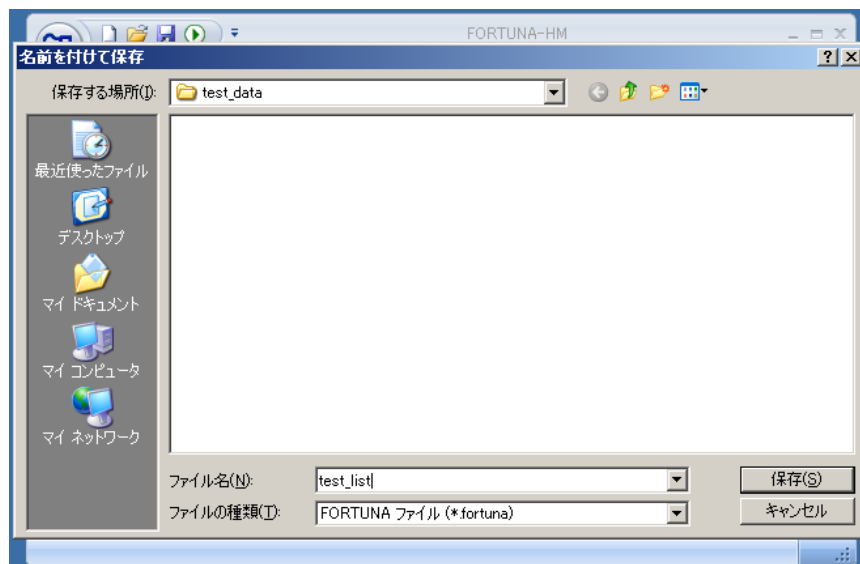 FORTUNA-HM
名前を付けて保存
保存する場所(I):
test_data
最近使ったファイル
デスクトップ
マイ ドキュメント
マイ コンピュータ
マイ ネットワーク
ファイル名(N):
test_list
保存(S)
ファイルの種類(T):
FORTUNA ファイル (*.fortuna)
キャンセル